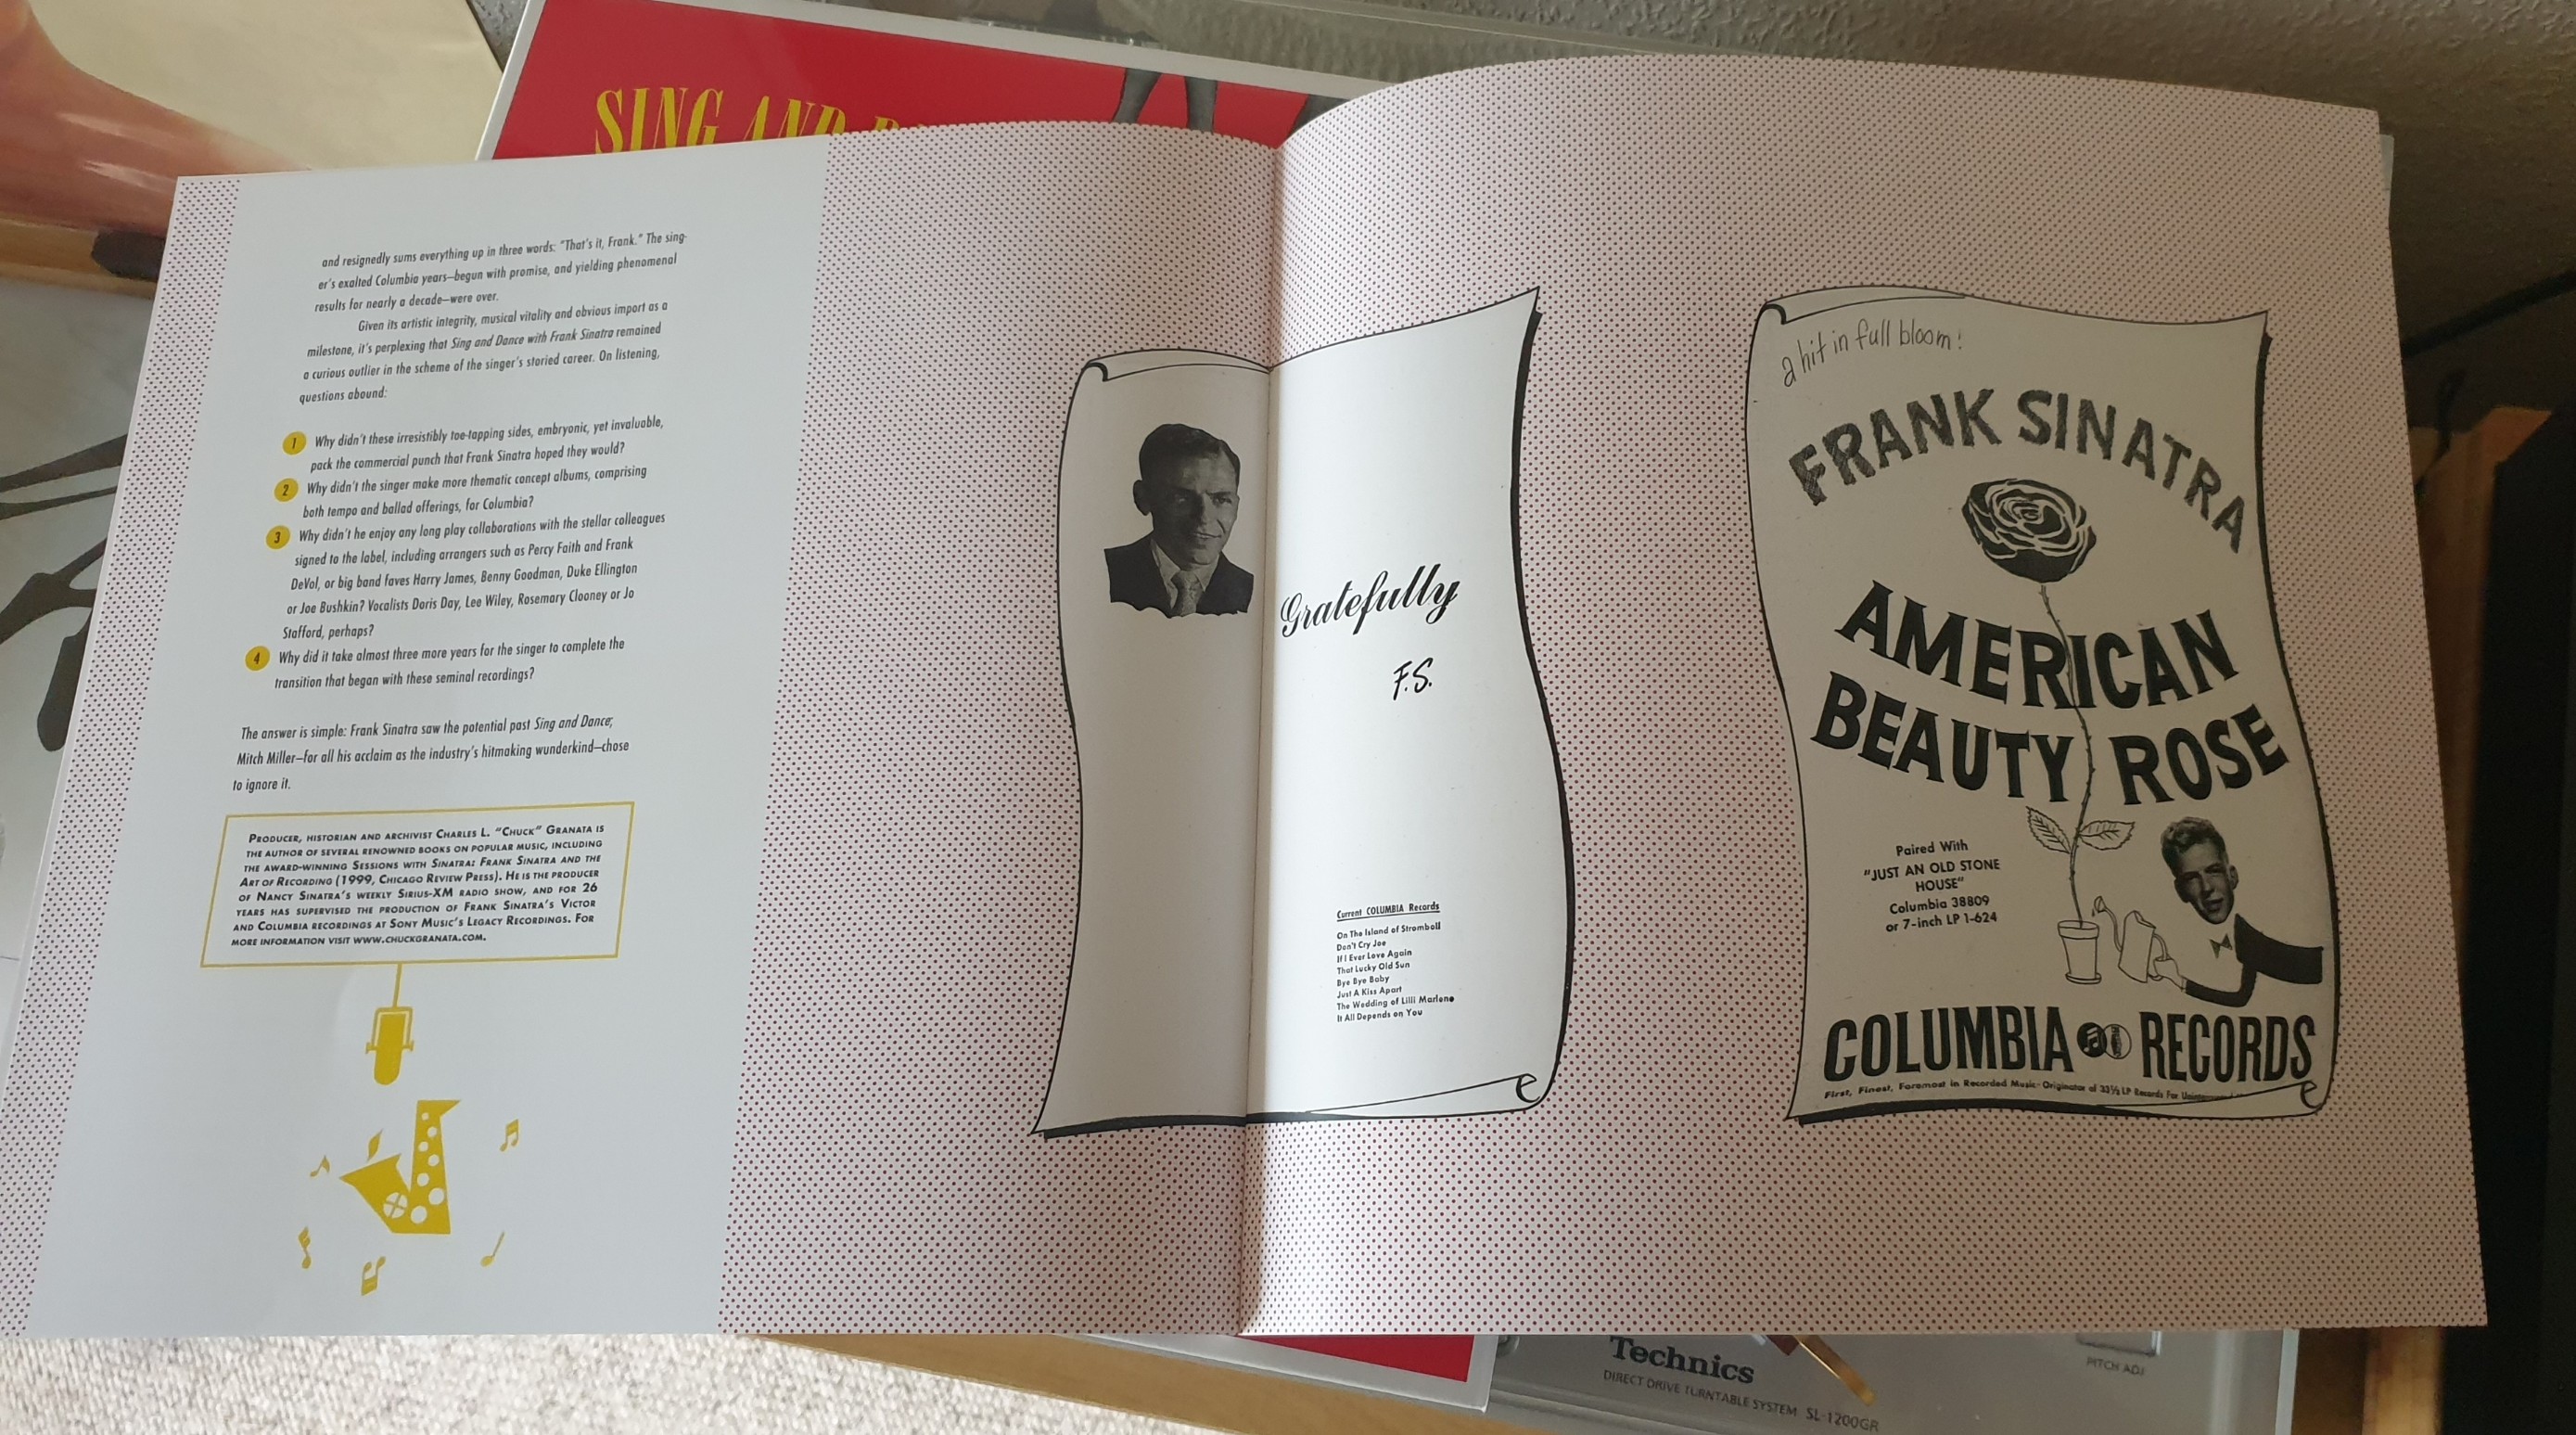 SING AND
and resignedly sums everything up in three words: "That's it, Frank." The sing-
er's exalted Columbia years—begun with promise, and yielding phenomenal
results for nearly a decade—were over.
Given its artistic integrity, musical vitality and obvious import as a
milestone, it's perplexing that Sing and Dance with Frank Sinatra remained
a curious outlier in the scheme of the singer's storied career. On listening,
questions abound:
1 Why didn't these irresistibly toe-tapping sides, embryonic, yet invaluable,
pack the commercial punch that Frank Sinatra hoped they would?
2 Why didn't the singer make more thematic concept albums, comprising
both tempo and ballad offerings, for Columbia?
3 Why didn't he enjoy any long play collaborations with the stellar colleagues
signed to the label, including arrangers such as Percy Faith and Frank
DeVol, or big band faves Harry James, Benny Goodman, Duke Ellington
or Joe Bushkin? Vocalists Doris Day, Lee Wiley, Rosemary Clooney or Jo
Stafford, perhaps?
4 Why did it take almost three more years for the singer to complete the
transition that began with these seminal recordings?
The answer is simple: Frank Sinatra saw the potential past Sing and Dance;
Mitch Miller—for all his acclaim as the industry's hitmaking wunderkind—chose
to ignore it.
PRODUCER, HISTORIAN AND ARCHIVIST CHARLES L. "CHUCK" GRANATA IS
THE AUTHOR OF SEVERAL RENOWNED BOOKS ON POPULAR MUSIC, INCLUDING
THE AWARD-WINNING SESSIONS WITH SINATRA: FRANK SINATRA AND THE
ART OF RECORDING (1999, CHICAGO REVIEW PRESS). HE IS THE PRODUCER
OF NANCY SINATRA'S WEEKLY SIRIUS-XM RADIO SHOW, AND FOR 26
YEARS HAS SUPERVISED THE PRODUCTION OF FRANK SINATRA'S VICTOR
AND COLUMBIA RECORDINGS AT SONY MUSIC'S LEGACY RECORDINGS. FOR
MORE INFORMATION VISIT WWW.CHUCKGRANATA.COM.
Gratefully
F.S.
Current COLUMBIA Records
On The Island of Stromboli
Don't Cry Joe
If I Ever Love Again
That Lucky Old Sun
Bye Bye Baby
Just A Kiss Apart
The Wedding of Lilli Marlene
It All Depends on You
a hit in full bloom!
FRANK SINATRA
AMERICAN
BEAUTY ROSE
Paired With
"JUST AN OLD STONE
HOUSE"
Columbia 38809
or 7-inch LP 1-624
COLUMBIA RECORDS
First, Finest, Foremost in Recorded Music-Originator of 33⅓ LP Records For
Technics
DIRECT DRIVE TURNTABLE SYSTEM SL-1200GR
PITCH ADJ